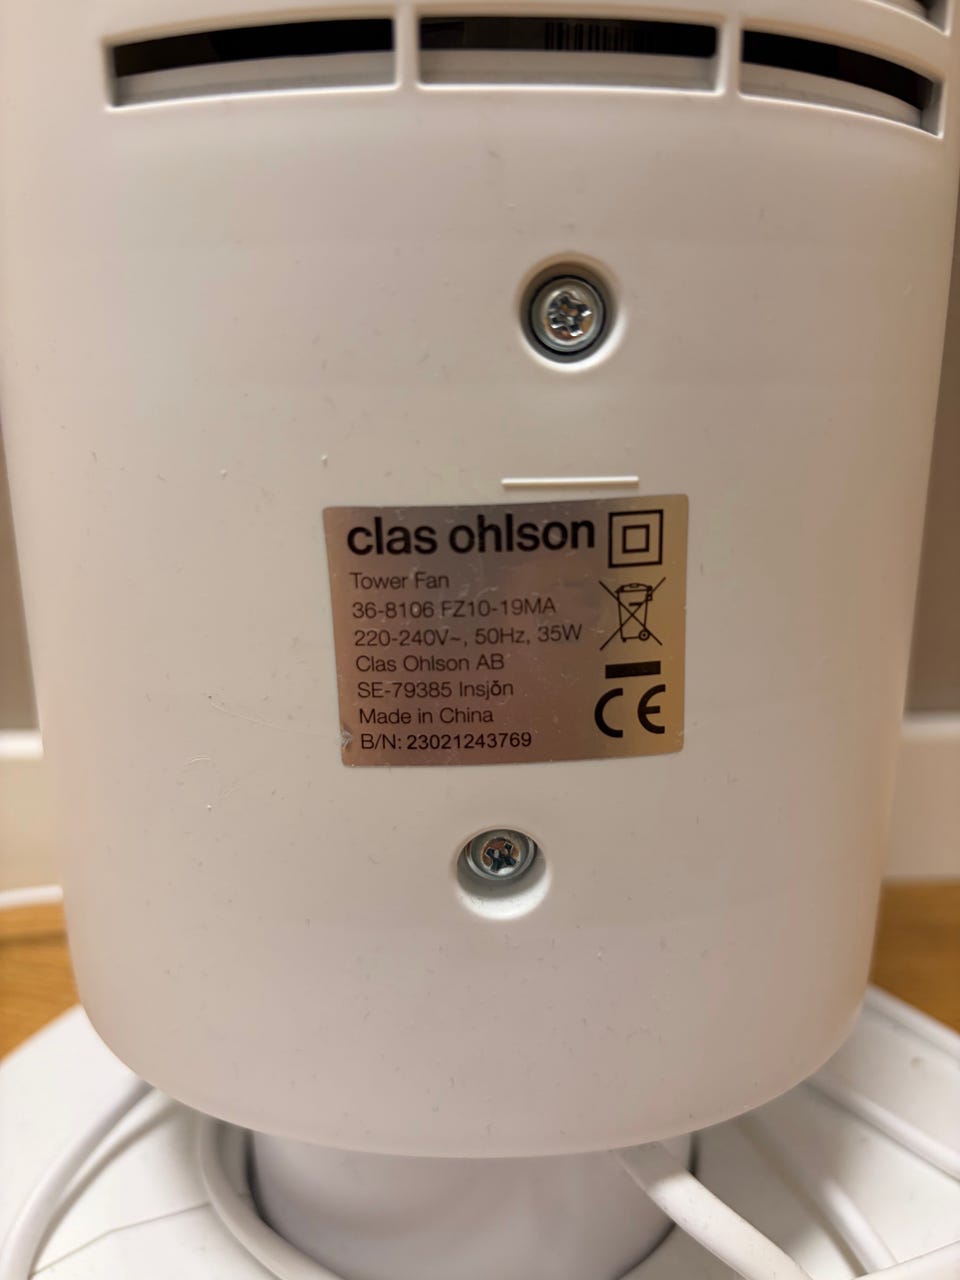 clas ohlson
Tower Fan
36-8106 FZ10-19MA
220-240V~, 50Hz, 35W
Clas Ohlson AB
SE-79385 Insjǒn
Made in China
B/N: 23021243769
CE